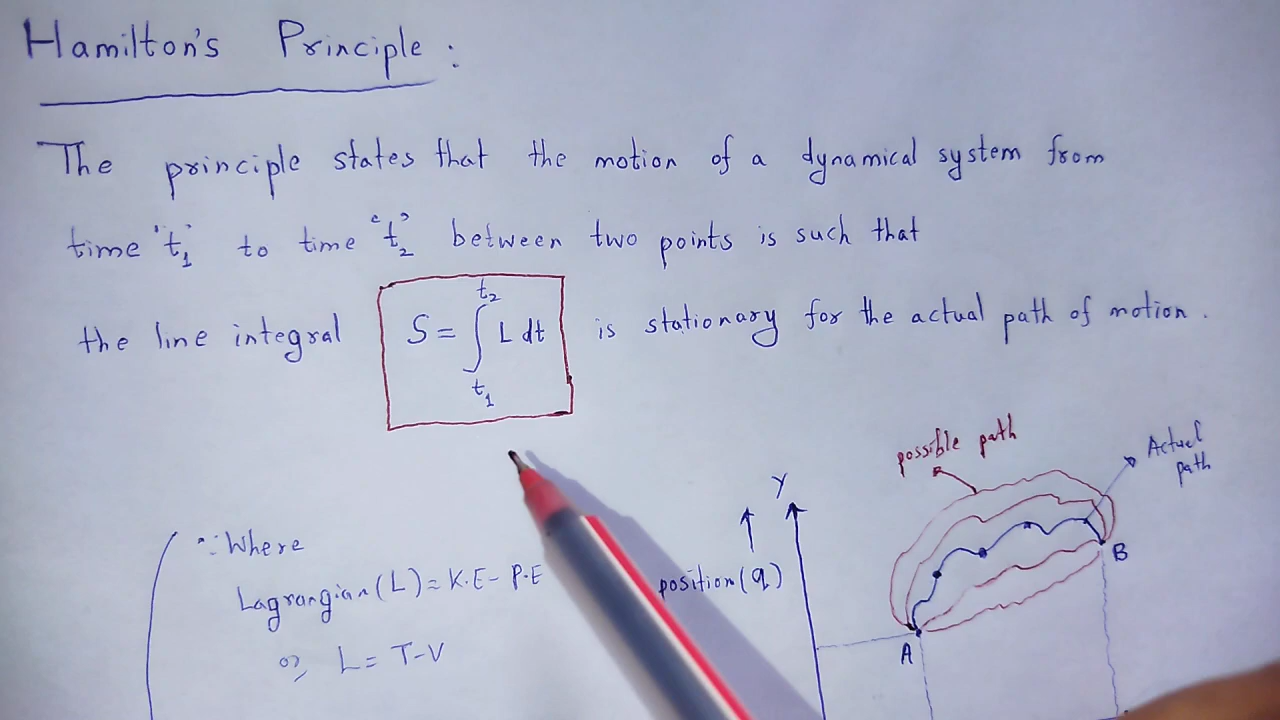 Hamilton's Principle :
The principle states that the motion of a dynamical system from
time 't₁' to time 't₂' between two points is such that
the line integral S = ∫ₜ₁ᵗ² L dt is stationary for the actual path of motion.
possible path
Actual path
Y
∵ Where
Lagrangian (L) = K.E - P.E
position (q)
B
or, L = T-V
A